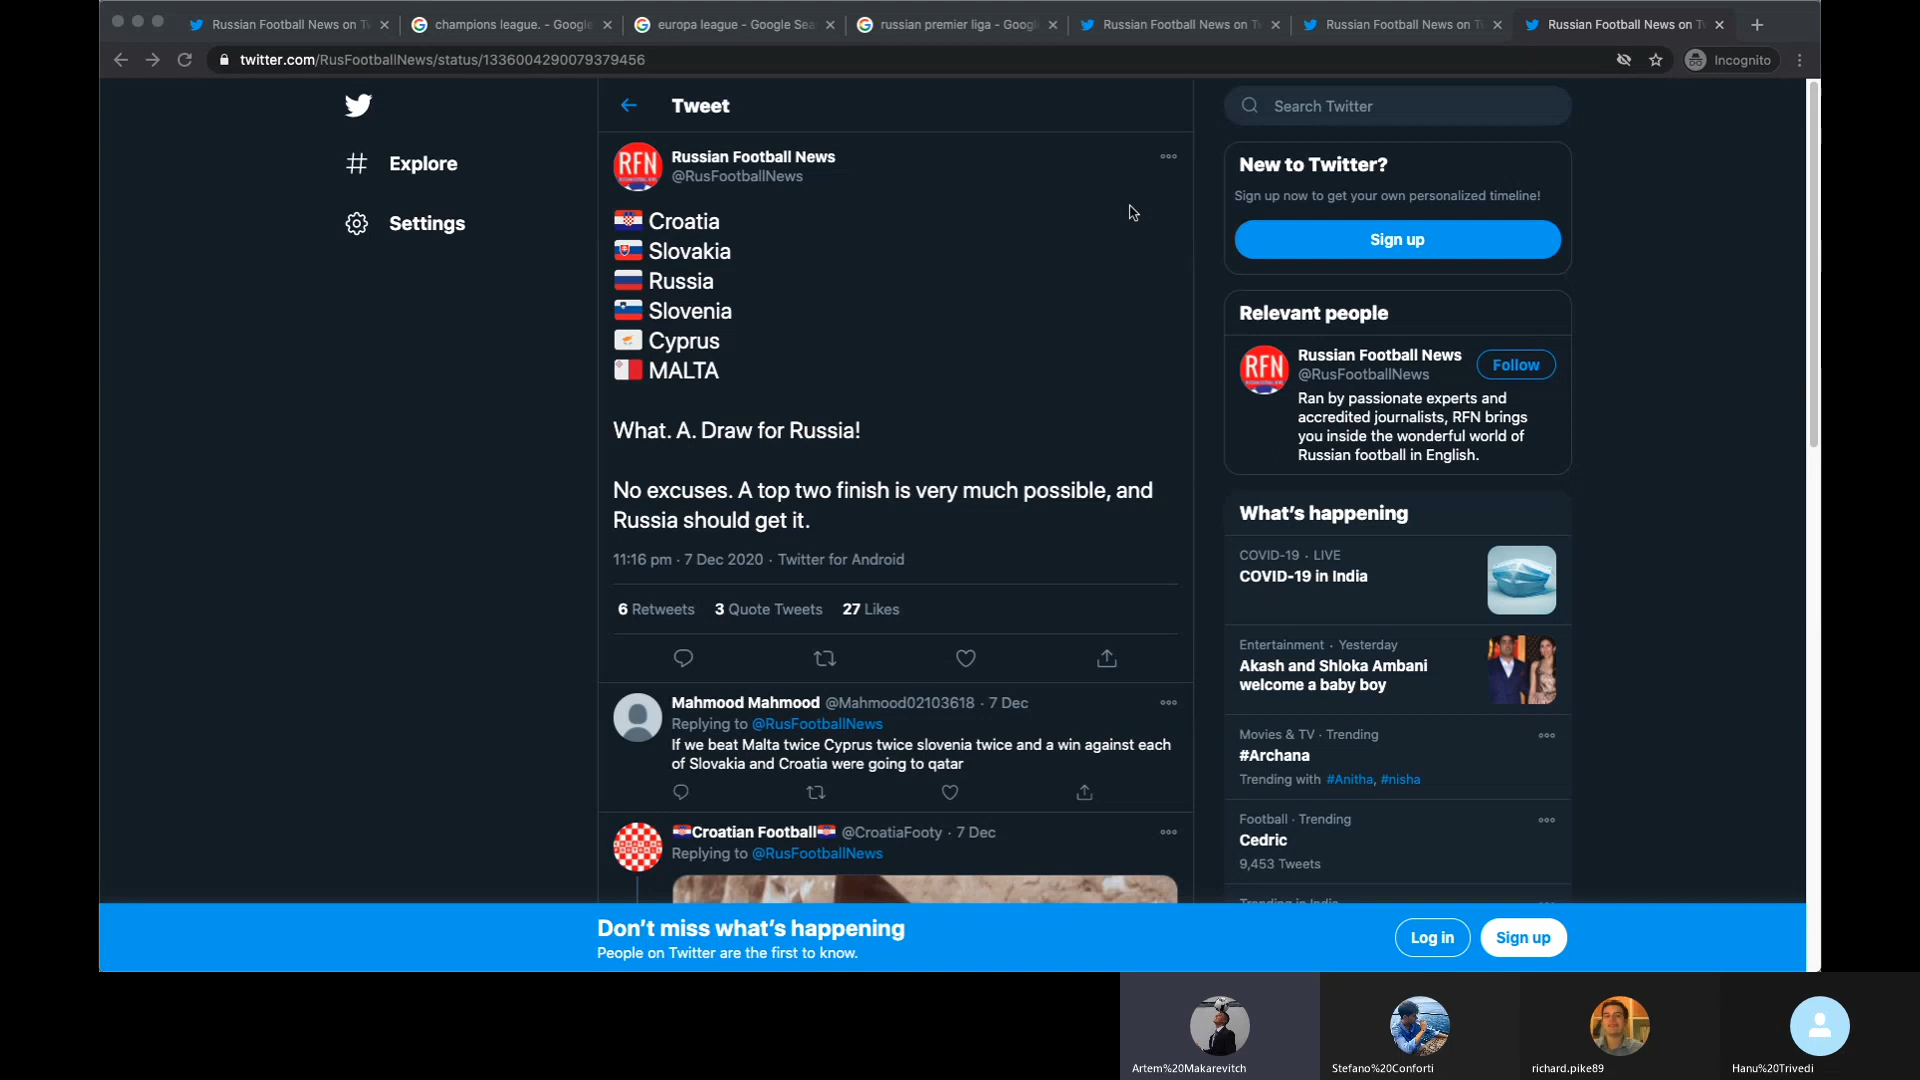 Russian Football News on Tw
champions league. - Google
europa league - Google Sea
russian premier liga - Googl
Russian Football News on Tw
Russian Football News on Tw
Russian Football News on Tw
twitter.com/RusFootballNews/status/1336004290079379456
Incognito
Explore
Settings
Tweet
RFN
Russian Football News
@RusFootballNews
Croatia
Slovakia
Russia
Slovenia
Cyprus
MALTA
What. A. Draw for Russia!
No excuses. A top two finish is very much possible, and
Russia should get it.
11:16 pm · 7 Dec 2020 · Twitter for Android
6 Retweets 3 Quote Tweets 27 Likes
Mahmood Mahmood @Mahmood02103618 · 7 Dec
Replying to @RusFootballNews
If we beat Malta twice Cyprus twice slovenia twice and a win against each
of Slovakia and Croatia were going to qatar
Croatian Football @CroatiaFooty · 7 Dec
Replying to @RusFootballNews
Search Twitter
New to Twitter?
Sign up now to get your own personalized timeline!
Sign up
Relevant people
RFN
Russian Football News
@RusFootballNews
Follow
Ran by passionate experts and
accredited journalists, RFN brings
you inside the wonderful world of
Russian football in English.
What's happening
COVID-19 · LIVE
COVID-19 in India
Entertainment · Yesterday
Akash and Shloka Ambani
welcome a baby boy
Movies & TV · Trending
#Archana
Trending with #Anitha, #nisha
Football · Trending
Cedric
9,453 Tweets
Trending in India
Don't miss what's happening
People on Twitter are the first to know.
Log in
Sign up
Artem%20Makarevitch
Stefano%20Conforti
richard.pike89
Hanu%20Trivedi